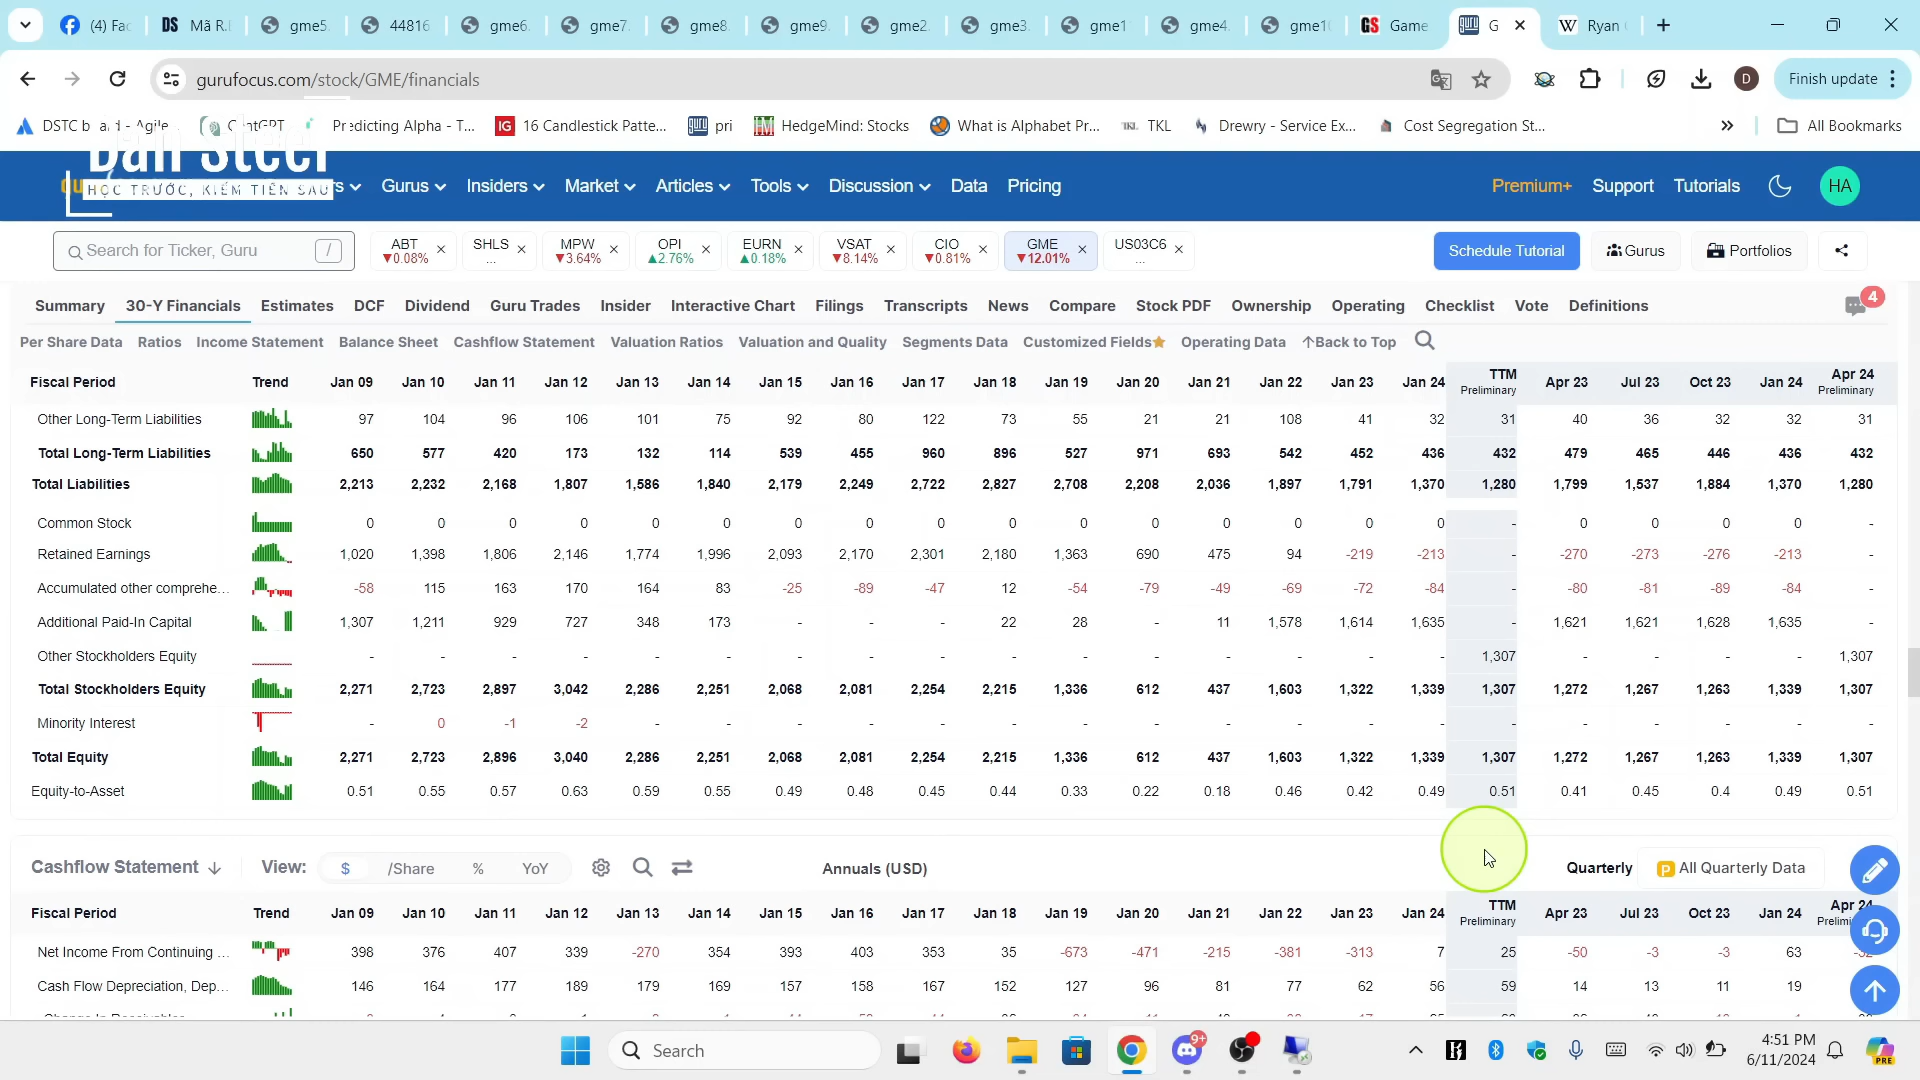 (4) Fac
Mã R.
gme5.
44816
gme6.
gme7.
gme8.
gme9.
gme2.
gme3.
gme1
gme4.
gme1
Game
G
Ryan
gurufocus.com/stock/GME/financials
Finish update
DSTC b
ChatGPT
Predicting Alpha - T...
16 Candlestick Patte...
pri
HedgeMind: Stocks
What is Alphabet Pr...
TKL
Drewry - Service Ex...
Cost Segregation St...
All Bookmarks
Dan Steel
HỌC TRƯỚC, KIẾM TIỀN SAU
Gurus Insiders Market Articles Tools Discussion Data Pricing
Premium+ Support Tutorials HA
Search for Ticker, Guru /
ABT ▼0.08%
SHLS ...
MPW ▼3.64%
OPI ▲2.76%
EURN ▲0.18%
VSAT ▼8.14%
CIO ▼0.81%
GME ▼12.01%
US03C6 ...
Schedule Tutorial Gurus Portfolios
Summary 30-Y Financials Estimates DCF Dividend Guru Trades Insider Interactive Chart Filings Transcripts News Compare Stock PDF Ownership Operating Checklist Vote Definitions 4
Per Share Data Ratios Income Statement Balance Sheet Cashflow Statement Valuation Ratios Valuation and Quality Segments Data Customized Fields Operating Data ↑Back to Top
Fiscal Period Trend Jan 09 Jan 10 Jan 11 Jan 12 Jan 13 Jan 14 Jan 15 Jan 16 Jan 17 Jan 18 Jan 19 Jan 20 Jan 21 Jan 22 Jan 23 Jan 24 TTM Preliminary Apr 23 Jul 23 Oct 23 Jan 24 Apr 24 Preliminary
Other Long-Term Liabilities 97 104 96 106 101 75 92 80 122 73 55 21 21 108 41 32 31 40 36 32 32 31
Total Long-Term Liabilities 650 577 420 173 132 114 539 455 960 896 527 971 693 542 452 436 432 479 465 446 436 432
Total Liabilities 2,213 2,232 2,168 1,807 1,586 1,840 2,179 2,249 2,722 2,827 2,708 2,208 2,036 1,897 1,791 1,370 1,280 1,799 1,537 1,884 1,370 1,280
Common Stock 0 0 0 0 0 0 0 0 0 0 0 0 0 0 0 0 - 0 0 0 0 -
Retained Earnings 1,020 1,398 1,806 2,146 1,774 1,996 2,093 2,170 2,301 2,180 1,363 690 475 94 -219 -213 - -270 -273 -276 -213 -
Accumulated other comprehe... -58 115 163 170 164 83 -25 -89 -47 12 -54 -79 -49 -69 -72 -84 - -80 -81 -89 -84 -
Additional Paid-In Capital 1,307 1,211 929 727 348 173 - - - 22 28 - 11 1,578 1,614 1,635 - 1,621 1,621 1,628 1,635 -
Other Stockholders Equity - - - - - - - - - - - - - - - - 1,307 - - - - 1,307
Total Stockholders Equity 2,271 2,723 2,897 3,042 2,286 2,251 2,068 2,081 2,254 2,215 1,336 612 437 1,603 1,322 1,339 1,307 1,272 1,267 1,263 1,339 1,307
Minority Interest - 0 -1 -2 - - - - - - - - - - - - - - - - - -
Total Equity 2,271 2,723 2,896 3,040 2,286 2,251 2,068 2,081 2,254 2,215 1,336 612 437 1,603 1,322 1,339 1,307 1,272 1,267 1,263 1,339 1,307
Equity-to-Asset 0.51 0.55 0.57 0.63 0.59 0.55 0.49 0.48 0.45 0.44 0.33 0.22 0.18 0.46 0.42 0.49 0.51 0.41 0.45 0.4 0.49 0.51
Cashflow Statement ↓ View: $ /Share % YoY Annuals (USD) Quarterly All Quarterly Data
Fiscal Period Trend Jan 09 Jan 10 Jan 11 Jan 12 Jan 13 Jan 14 Jan 15 Jan 16 Jan 17 Jan 18 Jan 19 Jan 20 Jan 21 Jan 22 Jan 23 Jan 24 TTM Preliminary Apr 23 Jul 23 Oct 23 Jan 24 Apr 24
Net Income From Continuing ... 398 376 407 339 -270 354 393 403 353 35 -673 -471 -215 -381 -313 7 25 -50 -3 -3 63 -32
Cash Flow Depreciation, Dep... 146 164 177 189 179 169 157 158 167 152 127 96 81 77 62 56 59 14 13 11 19
Search
9+
4:51 PM
6/11/2024